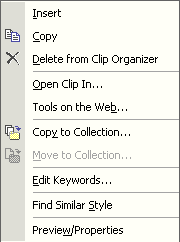 Insert
Copy
Delete from Clip Organizer
Open Clip In...
Tools on the Web...
Copy to Collection...
Move to Collection...
Edit Keywords...
Find Similar Style
Preview/Properties